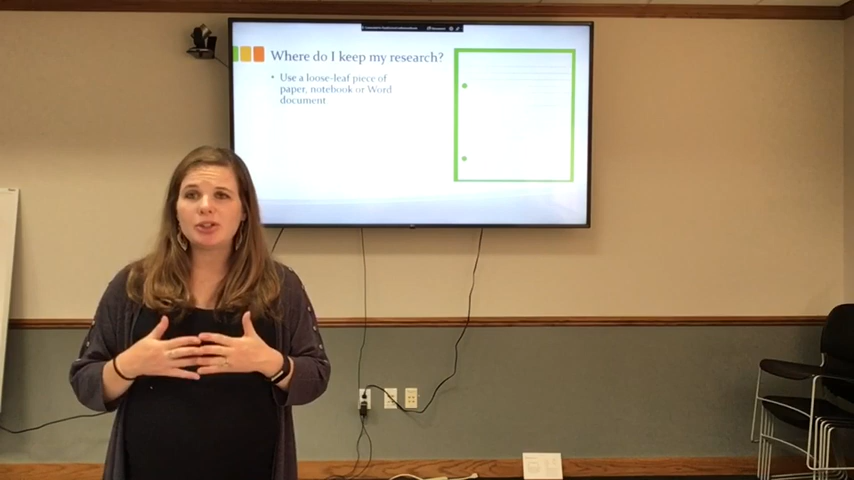 Where do I keep my research?
• Use a loose-leaf piece of
paper, notebook or Word
document